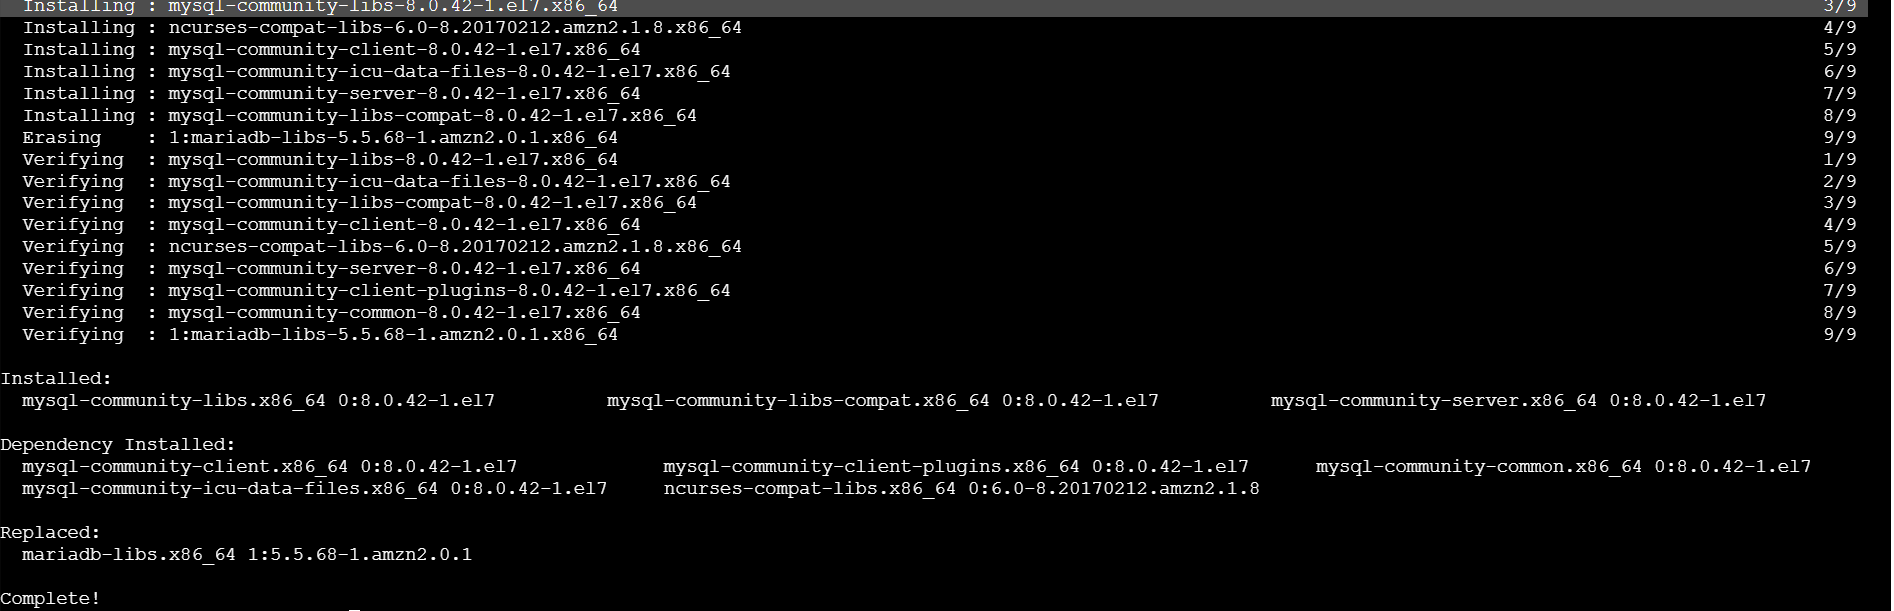 Installing : mysql-community-libs-8.0.42-1.el7.x86_64 3/9
Installing : ncurses-compat-libs-6.0-8.20170212.amzn2.1.8.x86_64 4/9
Installing : mysql-community-client-8.0.42-1.el7.x86_64 5/9
Installing : mysql-community-icu-data-files-8.0.42-1.el7.x86_64 6/9
Installing : mysql-community-server-8.0.42-1.el7.x86_64 7/9
Installing : mysql-community-libs-compat-8.0.42-1.el7.x86_64 8/9
Erasing : 1:mariadb-libs-5.5.68-1.amzn2.0.1.x86_64 9/9
Verifying : mysql-community-libs-8.0.42-1.el7.x86_64 1/9
Verifying : mysql-community-icu-data-files-8.0.42-1.el7.x86_64 2/9
Verifying : mysql-community-libs-compat-8.0.42-1.el7.x86_64 3/9
Verifying : mysql-community-client-8.0.42-1.el7.x86_64 4/9
Verifying : ncurses-compat-libs-6.0-8.20170212.amzn2.1.8.x86_64 5/9
Verifying : mysql-community-server-8.0.42-1.el7.x86_64 6/9
Verifying : mysql-community-client-plugins-8.0.42-1.el7.x86_64 7/9
Verifying : mysql-community-common-8.0.42-1.el7.x86_64 8/9
Verifying : 1:mariadb-libs-5.5.68-1.amzn2.0.1.x86_64 9/9
Installed:
mysql-community-libs.x86_64 0:8.0.42-1.el7 mysql-community-libs-compat.x86_64 0:8.0.42-1.el7 mysql-community-server.x86_64 0:8.0.42-1.el7
Dependency Installed:
mysql-community-client.x86_64 0:8.0.42-1.el7 mysql-community-client-plugins.x86_64 0:8.0.42-1.el7 mysql-community-common.x86_64 0:8.0.42-1.el7
mysql-community-icu-data-files.x86_64 0:8.0.42-1.el7 ncurses-compat-libs.x86_64 0:6.0-8.20170212.amzn2.1.8
Replaced:
mariadb-libs.x86_64 1:5.5.68-1.amzn2.0.1
Complete!